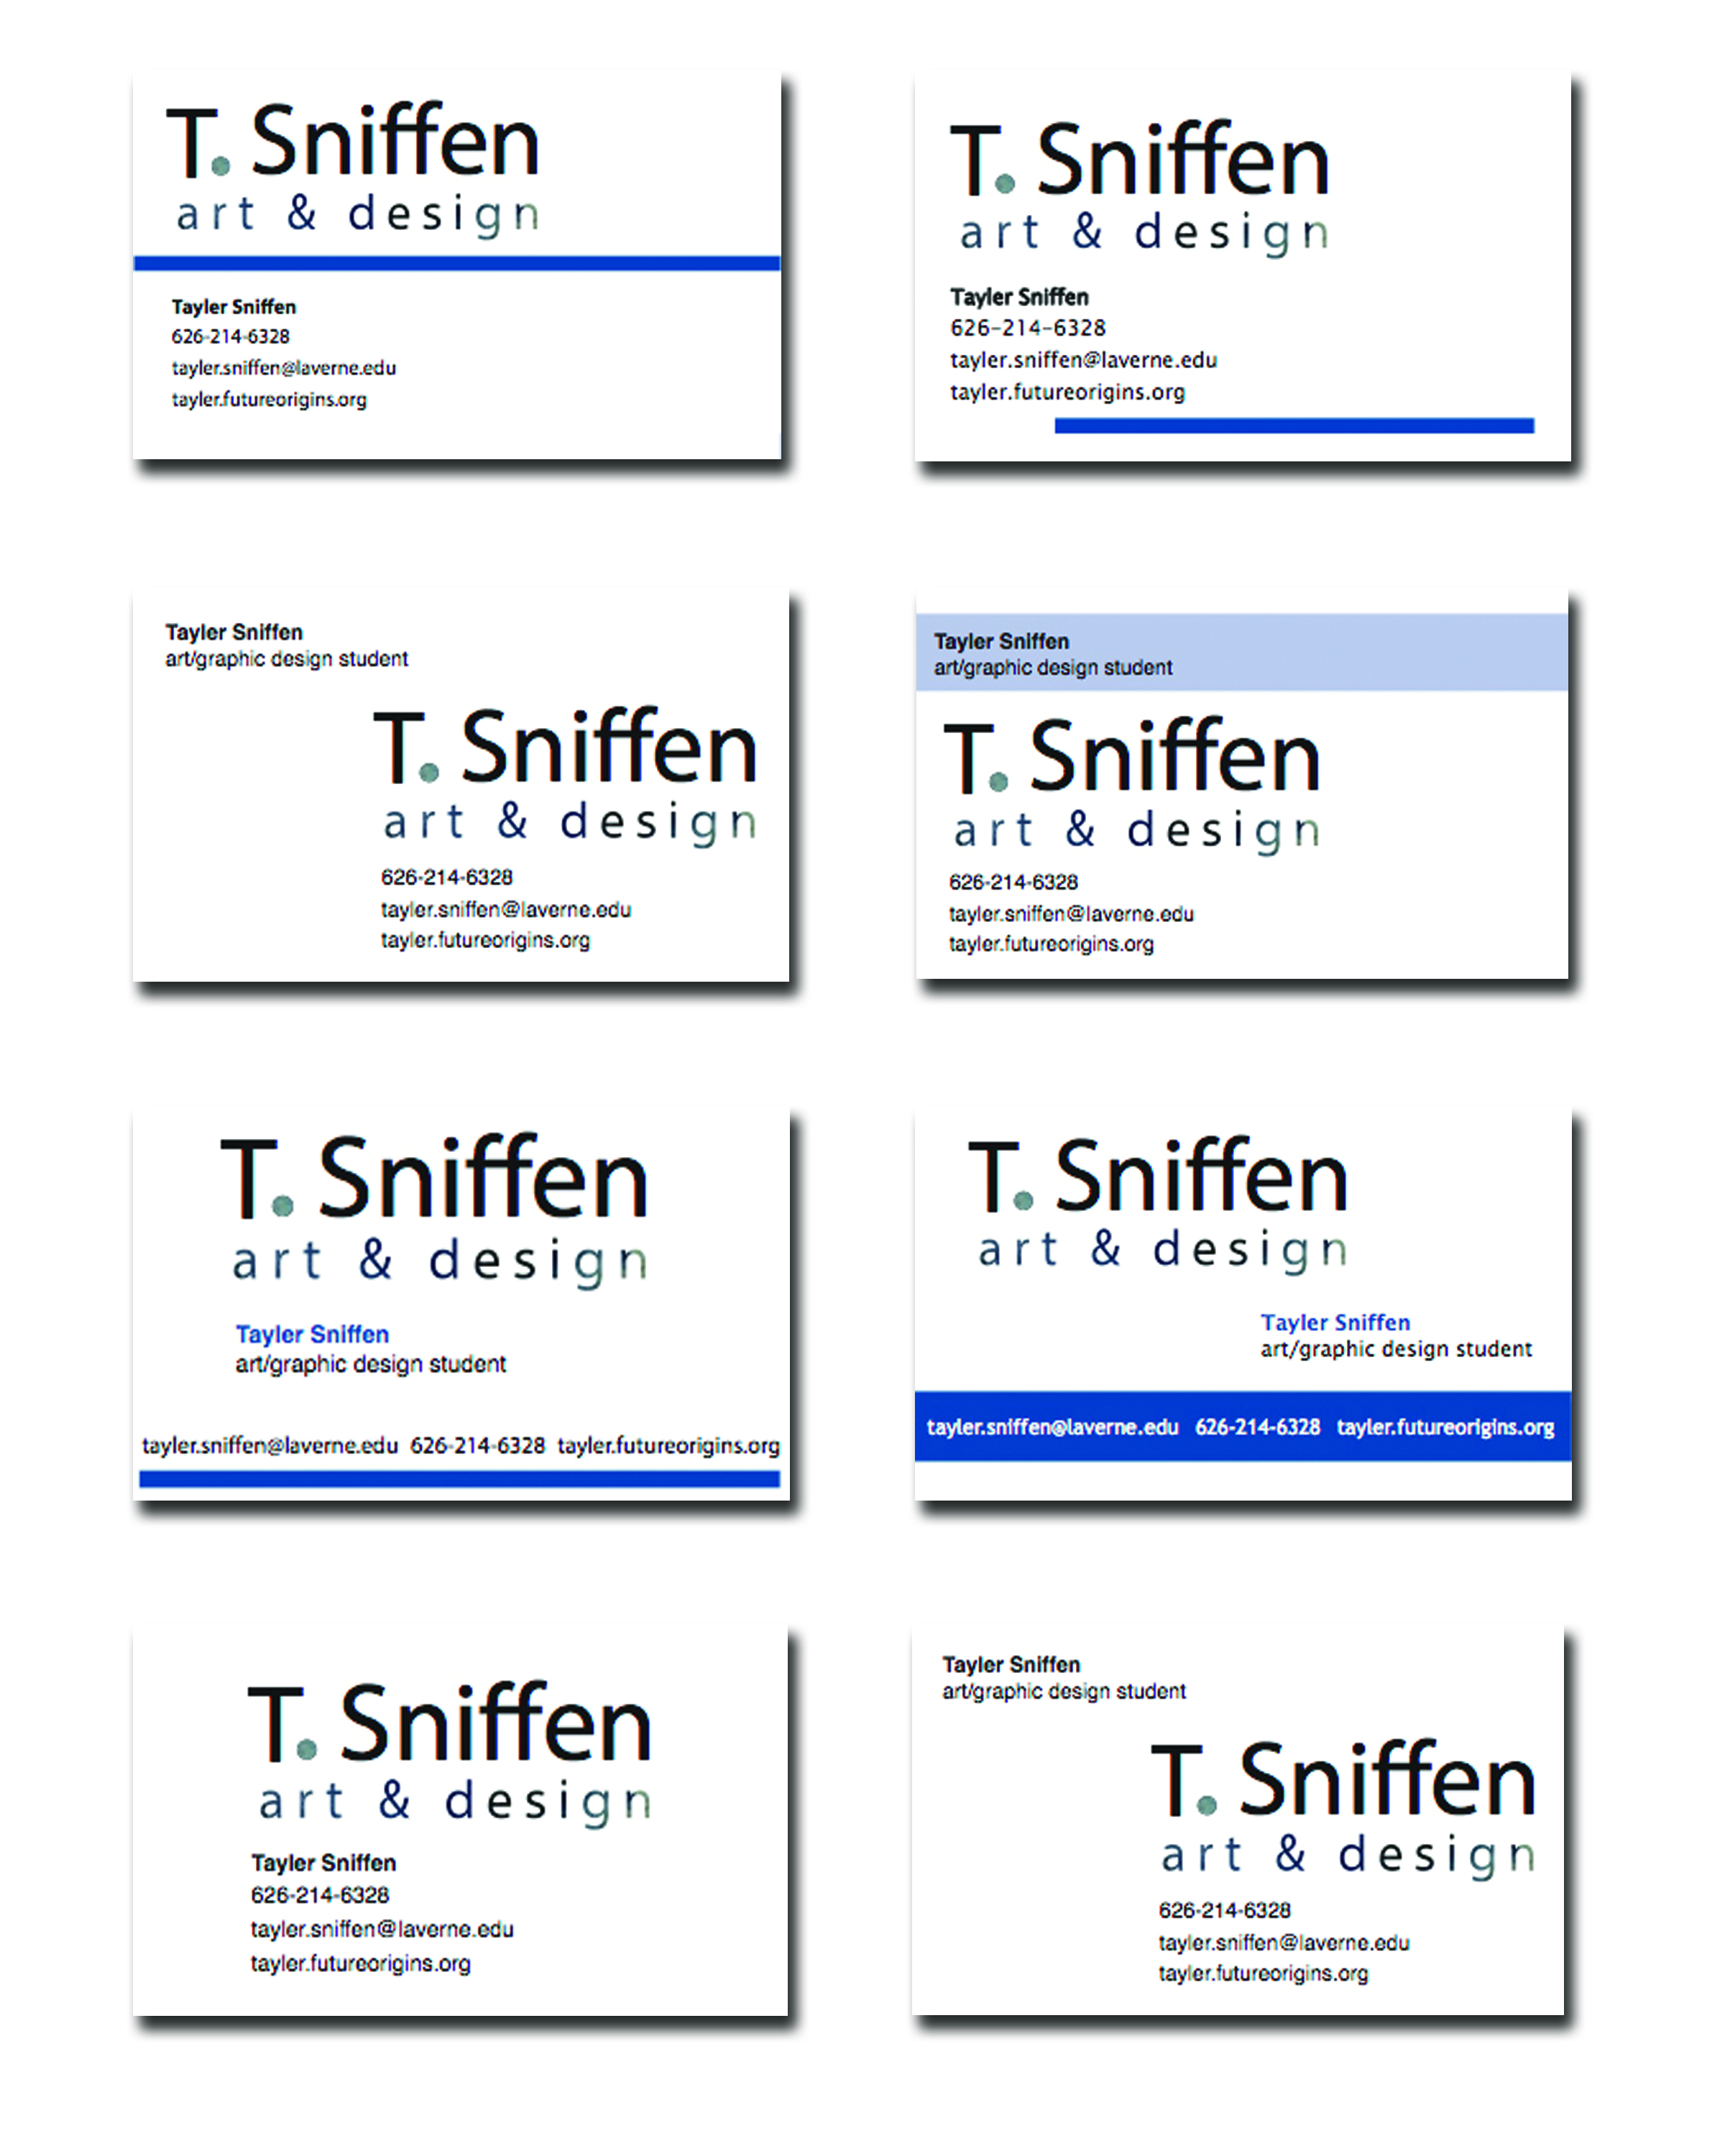 T. Sniffen
art & design
Tayler Sniffen
626-214-6328
tayler.sniffen@laverne.edu
tayler.futureorigins.org
T. Sniffen
art & design
Tayler Sniffen
626-214-6328
tayler.sniffen@laverne.edu
tayler.futureorigins.org
Tayler Sniffen
art/graphic design student
T. Sniffen
art & design
626-214-6328
tayler.sniffen@laverne.edu
tayler.futureorigins.org
Tayler Sniffen
art/graphic design student
T. Sniffen
art & design
626-214-6328
tayler.sniffen@laverne.edu
tayler.futureorigins.org
T. Sniffen
art & design
Tayler Sniffen
art/graphic design student
tayler.sniffen@laverne.edu 626-214-6328 tayler.futureorigins.org
T. Sniffen
art & design
Tayler Sniffen
art/graphic design student
tayler.sniffen@laverne.edu 626-214-6328 tayler.futureorigins.org
T. Sniffen
art & design
Tayler Sniffen
626-214-6328
tayler.sniffen@laverne.edu
tayler.futureorigins.org
Tayler Sniffen
art/graphic design student
T. Sniffen
art & design
626-214-6328
tayler.sniffen@laverne.edu
tayler.futureorigins.org